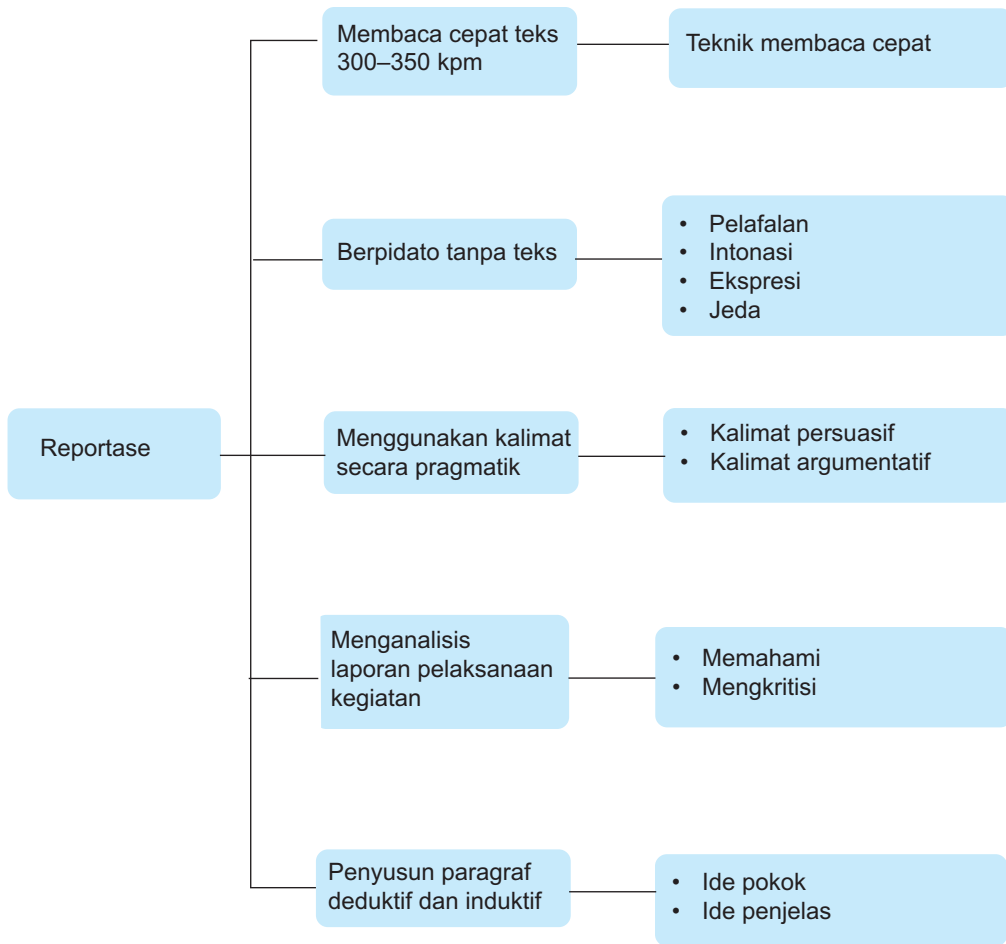 Membaca cepat teks
300–350 kpm
Teknik membaca cepat
Berpidato tanpa teks
• Pelafalan
• Intonasi
• Ekspresi
• Jeda
Reportase
Menggunakan kalimat
secara pragmatik
• Kalimat persuasif
• Kalimat argumentatif
Menganalisis
laporan pelaksanaan
kegiatan
• Memahami
• Mengkritisi
Penyusun paragraf
deduktif dan induktif
• Ide pokok
• Ide penjelas